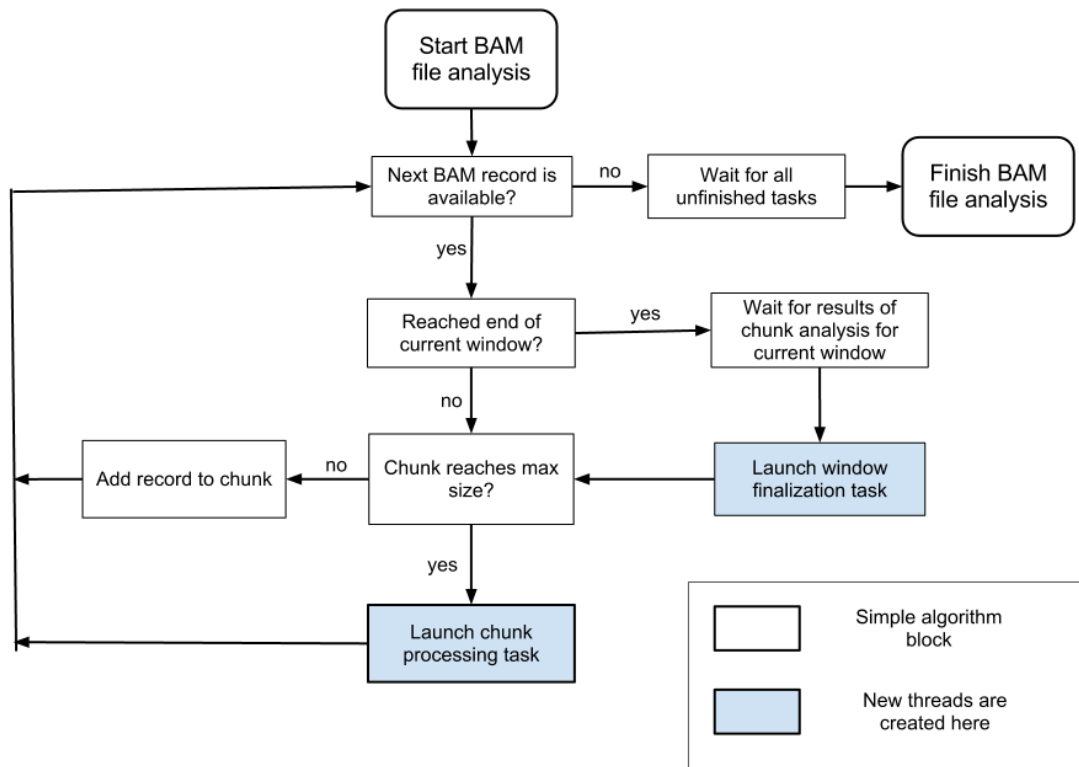 Start BAM
file analysis
Next BAM record is
available?
no
Wait for all
unfinished tasks
Finish BAM
file analysis
yes
Reached end of
current window?
yes
Wait for results of
chunk analysis for
current window
no
Add record to chunk
no
Chunk reaches max
size?
Launch window
finalization task
yes
Launch chunk
processing task
Simple algorithm
block
New threads are
created here